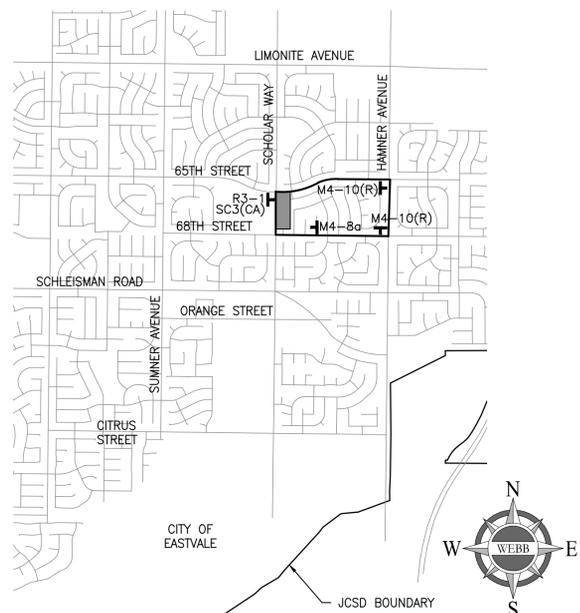 LIMONITE AVENUE
SCHOLAR WAY
HAMNER AVENUE
65TH STREET
M4-10(R)
R3-1
SC3(CA)
M4-10(R)
M4-8a
68TH STREET
SCHLEISMAN ROAD
ORANGE STREET
SUMNER AVENUE
CITRUS
STREET
CITY OF
EASTVALE
JCSD BOUNDARY
N
W
WEBB
E
S